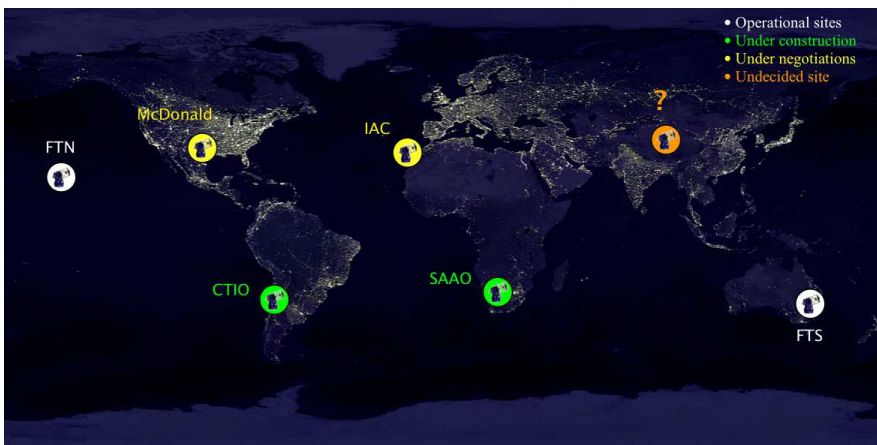 • Operational sites
• Under construction
• Under negotiations
• Undecided site
?
McDonald
IAC
FTN
CTIO
SAAO
FTS